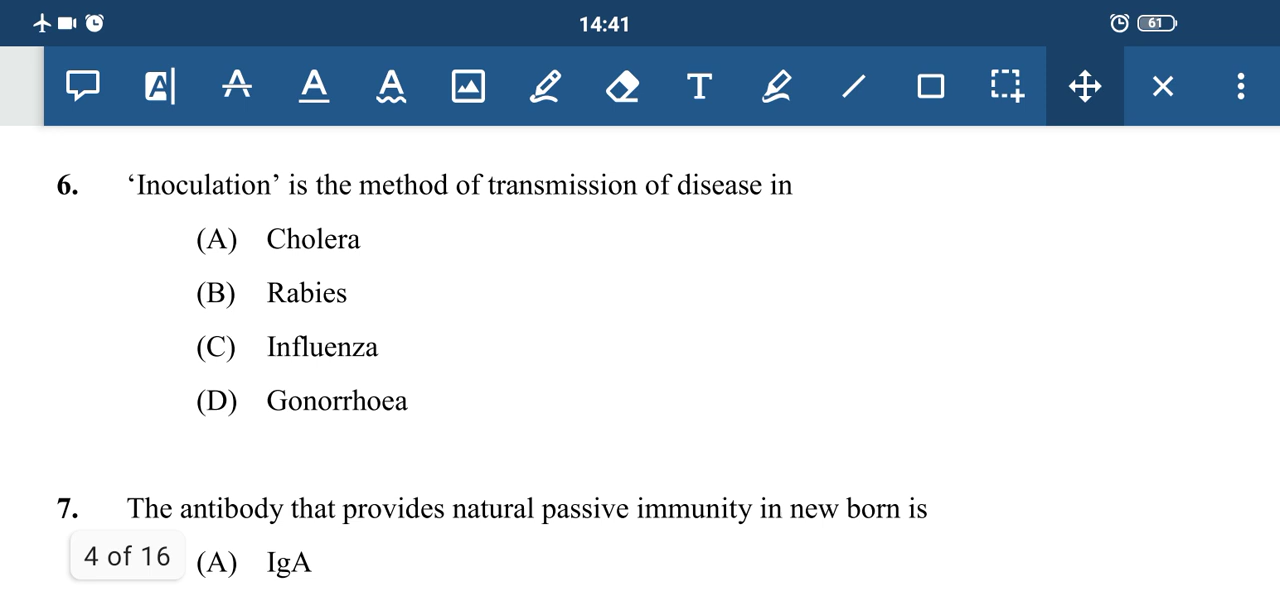 14:41
61
A A A A T
6. ‘Inoculation’ is the method of transmission of disease in
(A) Cholera
(B) Rabies
(C) Influenza
(D) Gonorrhoea
7. The antibody that provides natural passive immunity in new born is
4 of 16 (A) IgA